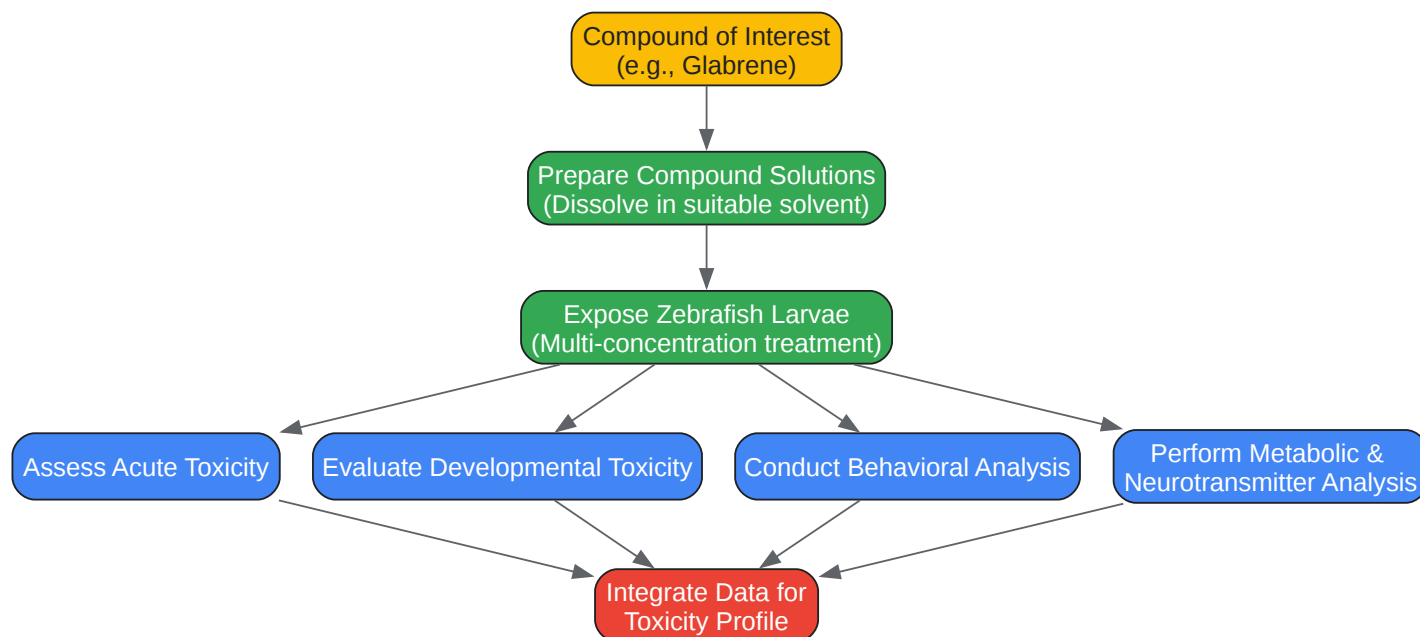 Compound of Interest
(e.g., Glabrene)
Prepare Compound Solutions
(Dissolve in suitable solvent)
Expose Zebrafish Larvae
(Multi-concentration treatment)
Assess Acute Toxicity
Evaluate Developmental Toxicity
Conduct Behavioral Analysis
Perform Metabolic &
Neurotransmitter Analysis
Integrate Data for
Toxicity Profile